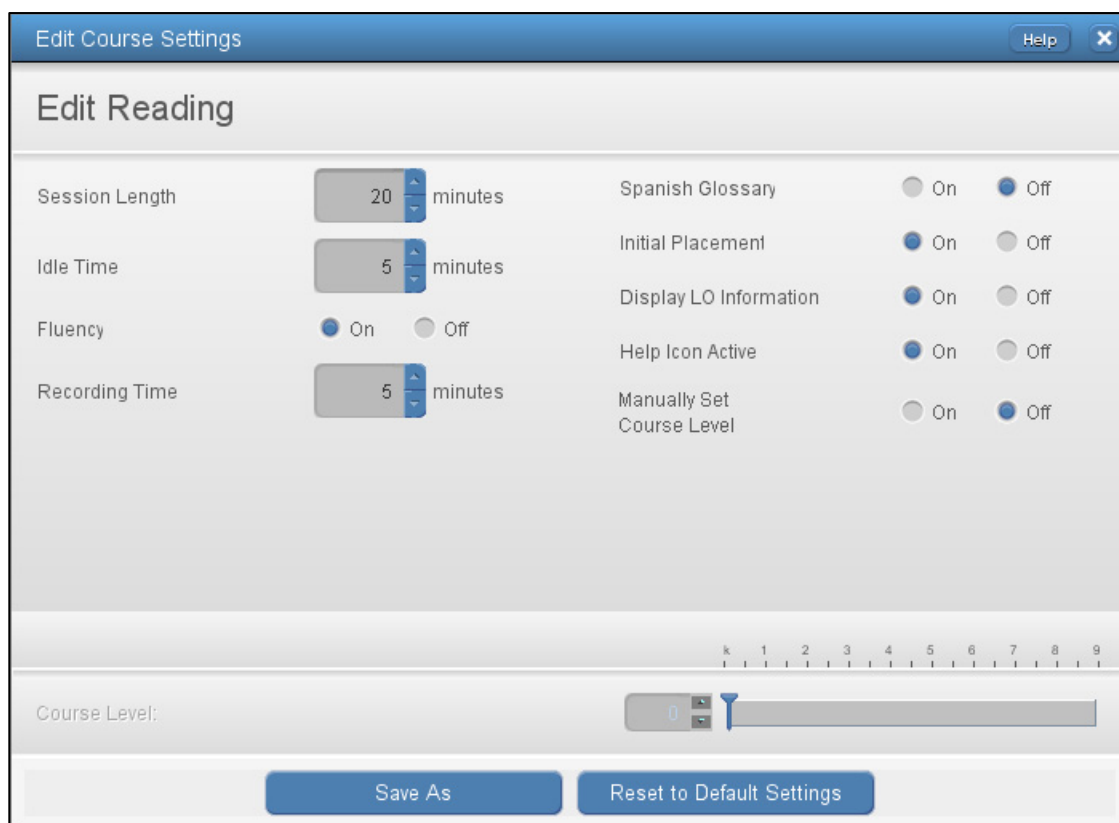 Edit Course Settings
Help
Edit Reading
Session Length 20 minutes
Idle Time 5 minutes
Fluency On Off
Recording Time 5 minutes
Spanish Glossary On Off
Initial Placement On Off
Display LO Information On Off
Help Icon Active On Off
Manually Set
Course Level On Off
k 1 2 3 4 5 6 7 8 9
Course Level: 0
Save As Reset to Default Settings